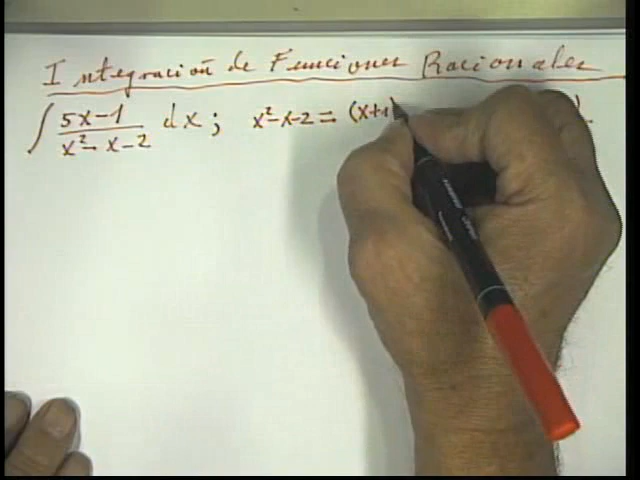 Integración de Funciones Racionales
∫ 5x-1 / x²-x-2 dx; x²-x-2 = (x+1)